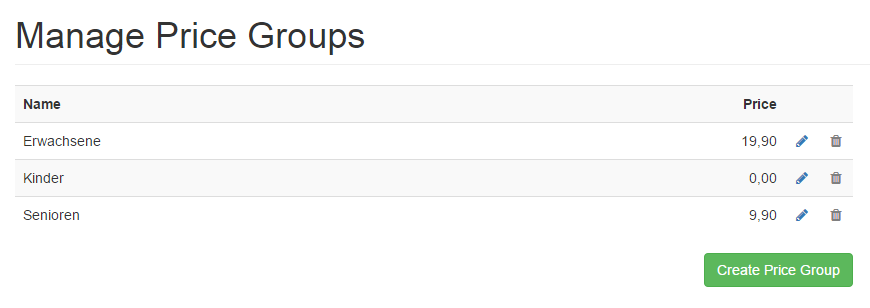 Manage Price Groups
Name Price
Erwachsene 19,90
Kinder 0,00
Senioren 9,90
Create Price Group